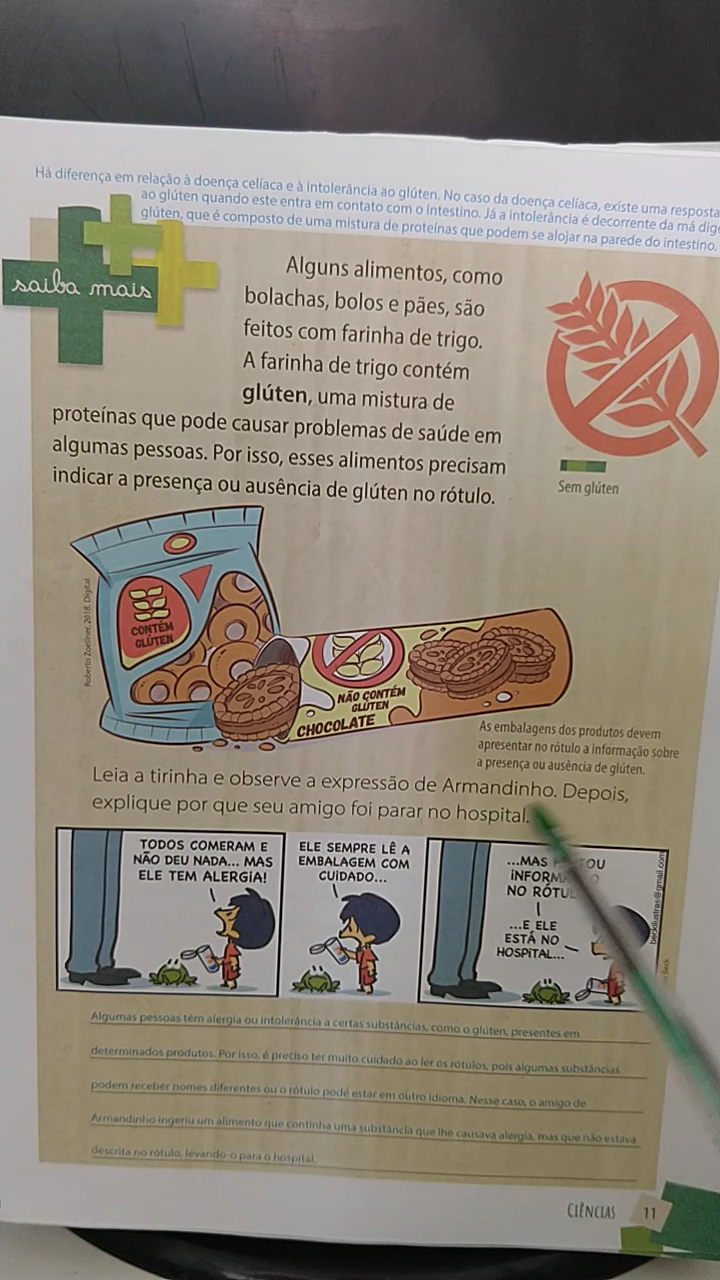 Há diferença em relação à doença celíaca e à intolerância ao glúten. No caso da doença celíaca, existe uma resposta
ao glúten quando este entra em contato com o intestino. Já a intolerância é decorrente da má
glúten, que é composto de uma mistura de proteínas que podem se alojar na parede do intestino.
saiba mais
Alguns alimentos, como
bolachas, bolos e pães, são
feitos com farinha de trigo.
A farinha de trigo contém
glúten, uma mistura de
proteínas que pode causar problemas de saúde em
algumas pessoas. Por isso, esses alimentos precisam
indicar a presença ou ausência de glúten no rótulo.
Sem glúten
Roberto Zoellner. 2018. Digital.
CONTÉM
GLÚTEN
NÃO CONTÉM
GLÚTEN
CHOCOLATE
As embalagens dos produtos devem
apresentar no rótulo a informação sobre
a presença ou ausência de glúten.
Leia a tirinha e observe a expressão de Armandinho. Depois,
explique por que seu amigo foi parar no hospital.
TODOS COMERAM E
NÃO DEU NADA... MAS
ELE TEM ALERGIA!
ELE SEMPRE LÊ A
EMBALAGEM COM
CUIDADO...
...MAS
NO
...E ELE
ESTÁ NO
HOSPITAL...
beckilustras@gmail.com
Beck
Algumas pessoas têm alergia ou intolerância a certas substâncias, como o glúten, presentes em
determinados produtos. Por isso, é preciso ter muito cuidado ao ler os rótulos, pois algumas substâncias
podem receber nomes diferentes ou o rótulo pode estar em outro idioma. Nesse caso, o amigo de
Armandinho ingeriu um alimento que continha uma substância que lhe causava alergia, mas que não estava
descrita no rótulo, levando-o para o hospital.
CIÊNCIAS 11